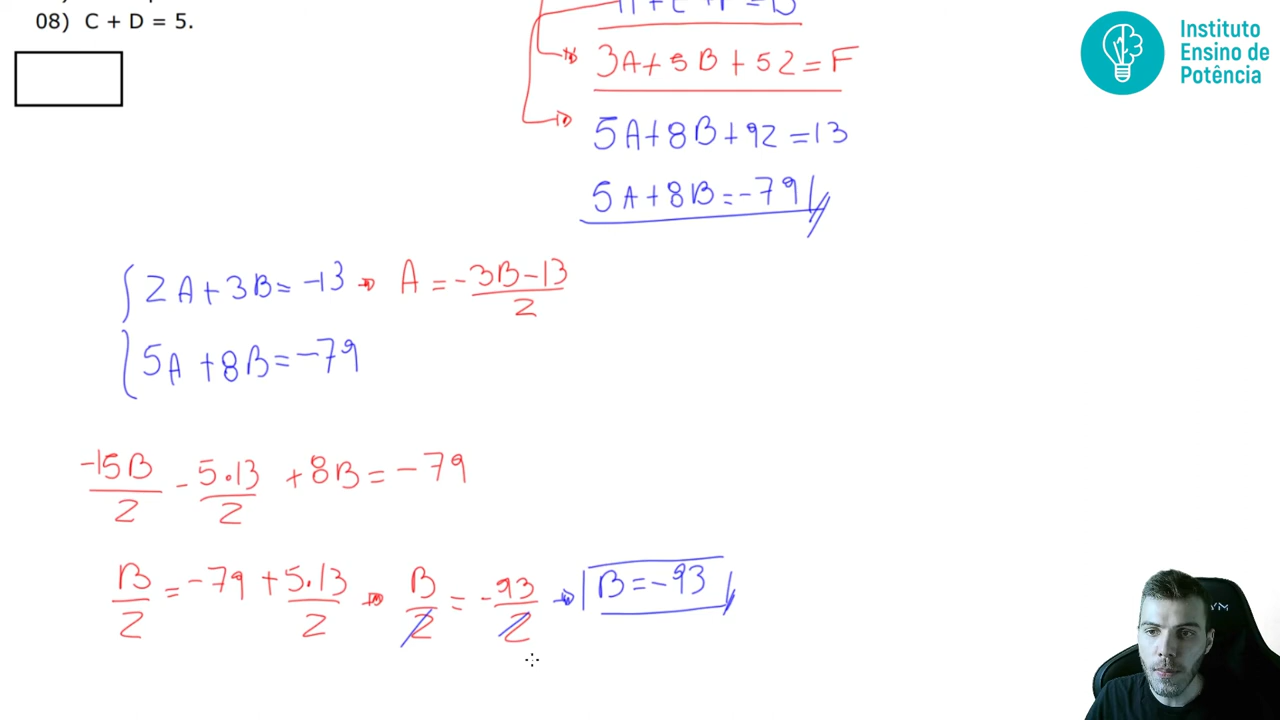 08) C + D = 5.
Instituto
Ensino de
Potência
3A+5B+52=F
5A+8B+92=13
5A+8B=-79
2A+3B=-13 → A = -3B-13/2
5A+8B=-79
-15B/2 - 5.13/2 +8B=-79
B/2 = -79+5.13/2 → B/2 = -93/2 → B=-93